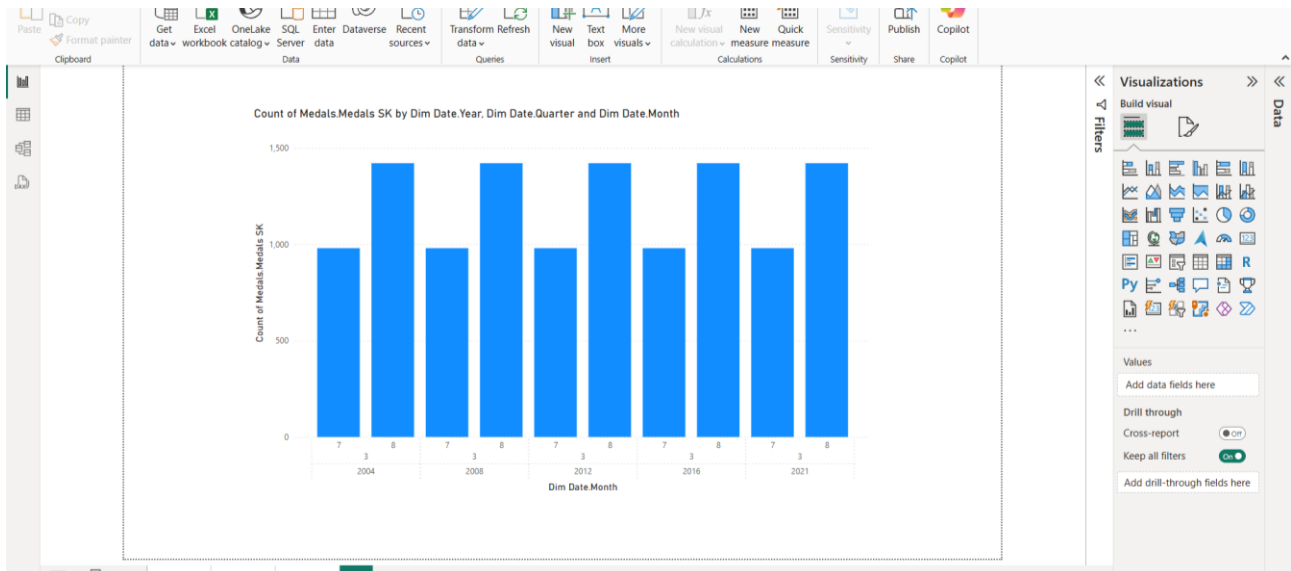 Paste
Copy
Format painter
Clipboard
Get data
Excel workbook
OneLake catalog
SQL Server
Enter data
Dataverse
Recent sources
Data
Transform data
Refresh
Queries
New visual
Text box
More visuals
Insert
New visual calculation
New measure
Quick measure
Calculations
Sensitivity
Sensitivity
Publish
Share
Copilot
Copilot
Count of Medals.Medals SK by Dim Date.Year, Dim Date.Quarter and Dim Date.Month
Count of Medals.Medals SK
1,500
1,000
500
0
7 8 7 8 7 8 7 8 7 8
3 3 3 3 3
2004 2008 2012 2016 2021
Dim Date.Month
Filters
Visualizations
Build visual
123
R
Py
...
Values
Add data fields here
Drill through
Cross-report
Off
Keep all filters
On
Add drill-through fields here
Data